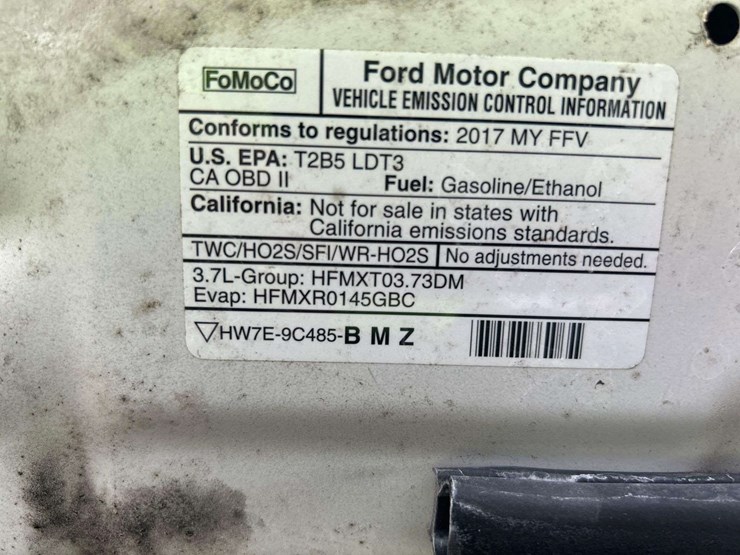 FoMoCo
Ford Motor Company
VEHICLE EMISSION CONTROL INFORMATION
Conforms to regulations: 2017 MY FFV
U.S. EPA: T2B5 LDT3
CA OBD II Fuel: Gasoline/Ethanol
California: Not for sale in states with
California emissions standards.
TWC/HO2S/SFI/WR-HO2S No adjustments needed.
3.7L-Group: HFMXT03.73DM
Evap: HFMXR0145GBC
▽HW7E-9C485-B M Z